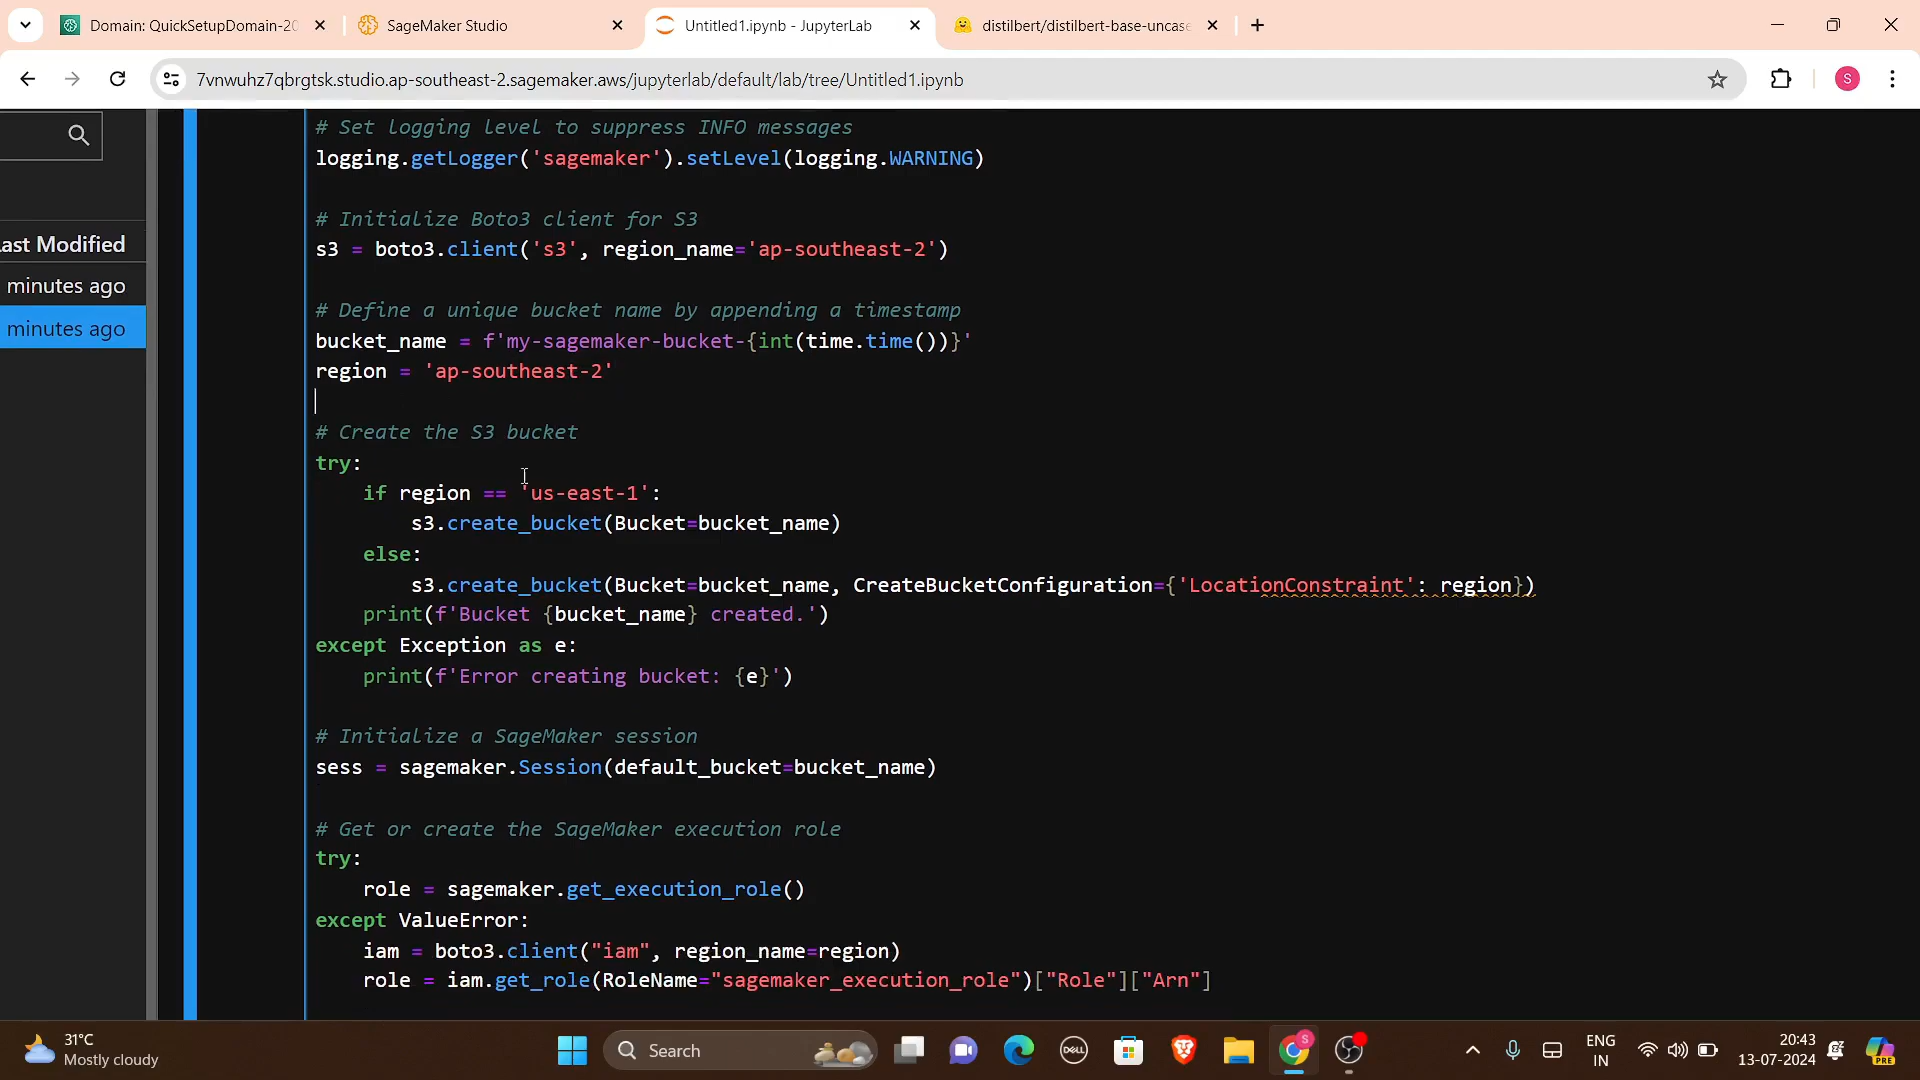 Domain: QuickSetupDomain-20
SageMaker Studio
Untitled1.ipynb - JupyterLab
distilbert/distilbert-base-uncase
7vnwuhz7qbrgtsk.studio.ap-southeast-2.sagemaker.aws/jupyterlab/default/lab/tree/Untitled1.ipynb
S
Last Modified
minutes ago
minutes ago
# Set logging level to suppress INFO messages
logging.getLogger('sagemaker').setLevel(logging.WARNING)
# Initialize Boto3 client for S3
s3 = boto3.client('s3', region_name='ap-southeast-2')
# Define a unique bucket name by appending a timestamp
bucket_name = f'my-sagemaker-bucket-{int(time.time())}'
region = 'ap-southeast-2'
# Create the S3 bucket
try:
if region == 'us-east-1':
s3.create_bucket(Bucket=bucket_name)
else:
s3.create_bucket(Bucket=bucket_name, CreateBucketConfiguration={'LocationConstraint': region})
print(f'Bucket {bucket_name} created.')
except Exception as e:
print(f'Error creating bucket: {e}')
# Initialize a SageMaker session
sess = sagemaker.Session(default_bucket=bucket_name)
# Get or create the SageMaker execution role
try:
role = sagemaker.get_execution_role()
except ValueError:
iam = boto3.client("iam", region_name=region)
role = iam.get_role(RoleName="sagemaker_execution_role")["Role"]["Arn"]
31°C
Mostly cloudy
Search
DELL
S
ENG
IN
20:43
13-07-2024
PRE